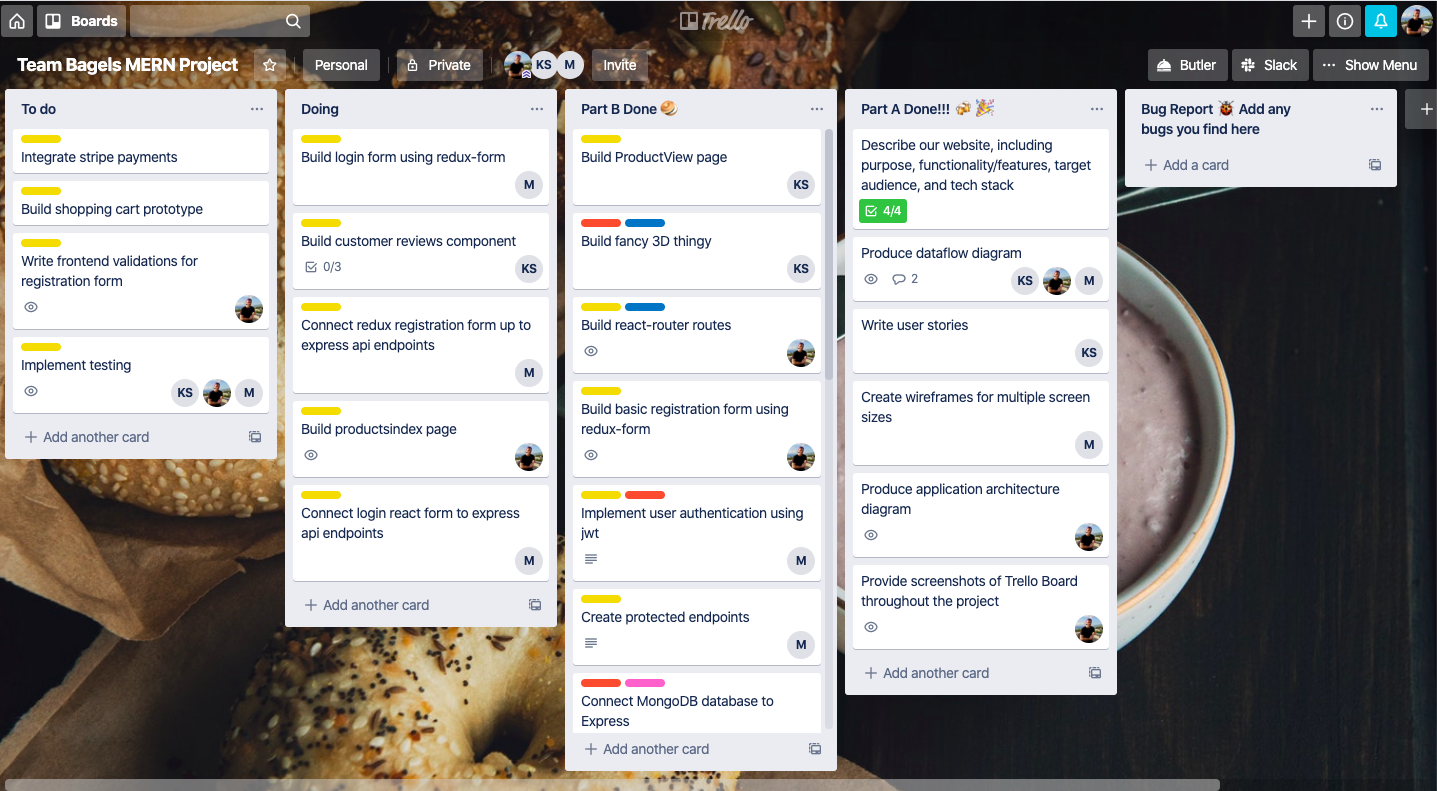 Boards
Trello
Team Bagels MERN Project
Personal
Private
KS
M
Invite
Butler
Slack
Show Menu
To do
Integrate stripe payments
Build shopping cart prototype
Write frontend validations for
registration form
Implement testing
KS
M
Add another card
Doing
Build login form using redux-form
M
Build customer reviews component
0/3
KS
Connect redux registration form up to
express api endpoints
M
Build productsindex page
Connect login react form to express
api endpoints
M
Add another card
Part B Done
Build ProductView page
KS
Build fancy 3D thingy
KS
Build react-router routes
Build basic registration form using
redux-form
Implement user authentication using
jwt
M
Create protected endpoints
M
Connect MongoDB database to
Express
Add another card
Part A Done!!!
Describe our website, including
purpose, functionality/features, target
audience, and tech stack
4/4
Produce dataflow diagram
2
KS
M
Write user stories
KS
Create wireframes for multiple screen
sizes
M
Produce application architecture
diagram
Provide screenshots of Trello Board
throughout the project
Add another card
Bug Report 🐞 Add any
bugs you find here
Add a card